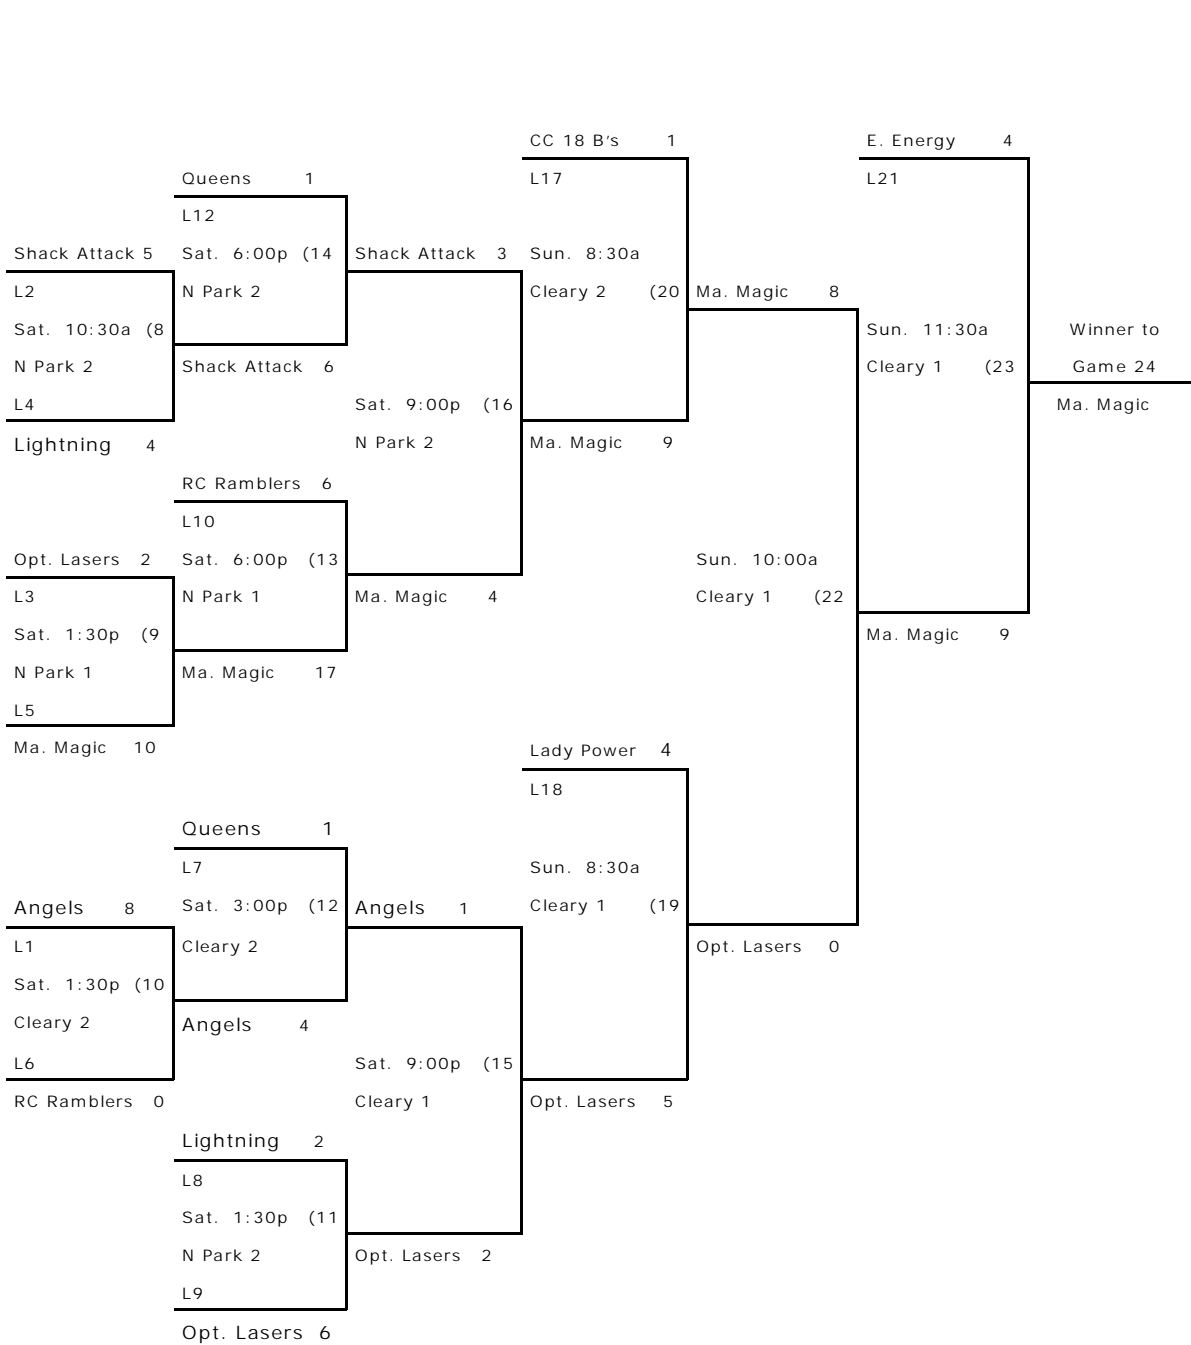 CC 18 B's 1
E. Energy 4
Queens 1
L17
L21
L12
Shack Attack 5
Sat. 6:00p (14
Shack Attack 3
Sun. 8:30a
L2
N Park 2
Cleary 2 (20
Ma. Magic 8
Sat. 10:30a (8
Sun. 11:30a
Winner to
N Park 2
Shack Attack 6
Cleary 1 (23
Game 24
L4
Sat. 9:00p (16
Ma. Magic
Lightning 4
N Park 2
Ma. Magic 9
RC Ramblers 6
L10
Opt. Lasers 2
Sat. 6:00p (13
Sun. 10:00a
L3
N Park 1
Ma. Magic 4
Cleary 1 (22
Sat. 1:30p (9
Ma. Magic 9
N Park 1
Ma. Magic 17
L5
Ma. Magic 10
Lady Power 4
L18
Queens 1
L7
Sun. 8:30a
Angels 8
Sat. 3:00p (12
Angels 1
Cleary 1 (19
L1
Cleary 2
Opt. Lasers 0
Sat. 1:30p (10
Cleary 2
Angels 4
L6
Sat. 9:00p (15
RC Ramblers 0
Cleary 1
Opt. Lasers 5
Lightning 2
L8
Sat. 1:30p (11
N Park 2
Opt. Lasers 2
L9
Opt. Lasers 6